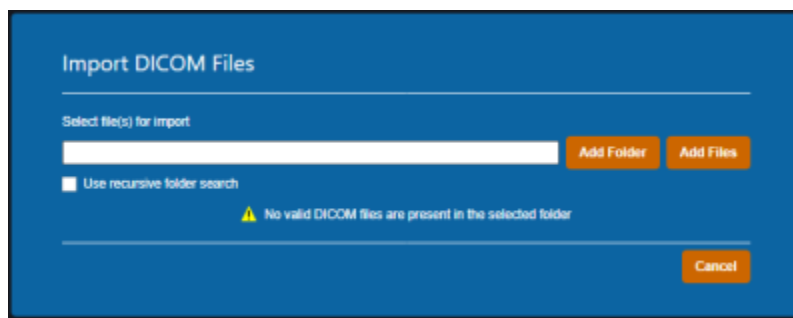 Import DICOM Files
Select file(s) for import
Add Folder Add Files
Use recursive folder search
No valid DICOM files are present in the selected folder
Cancel